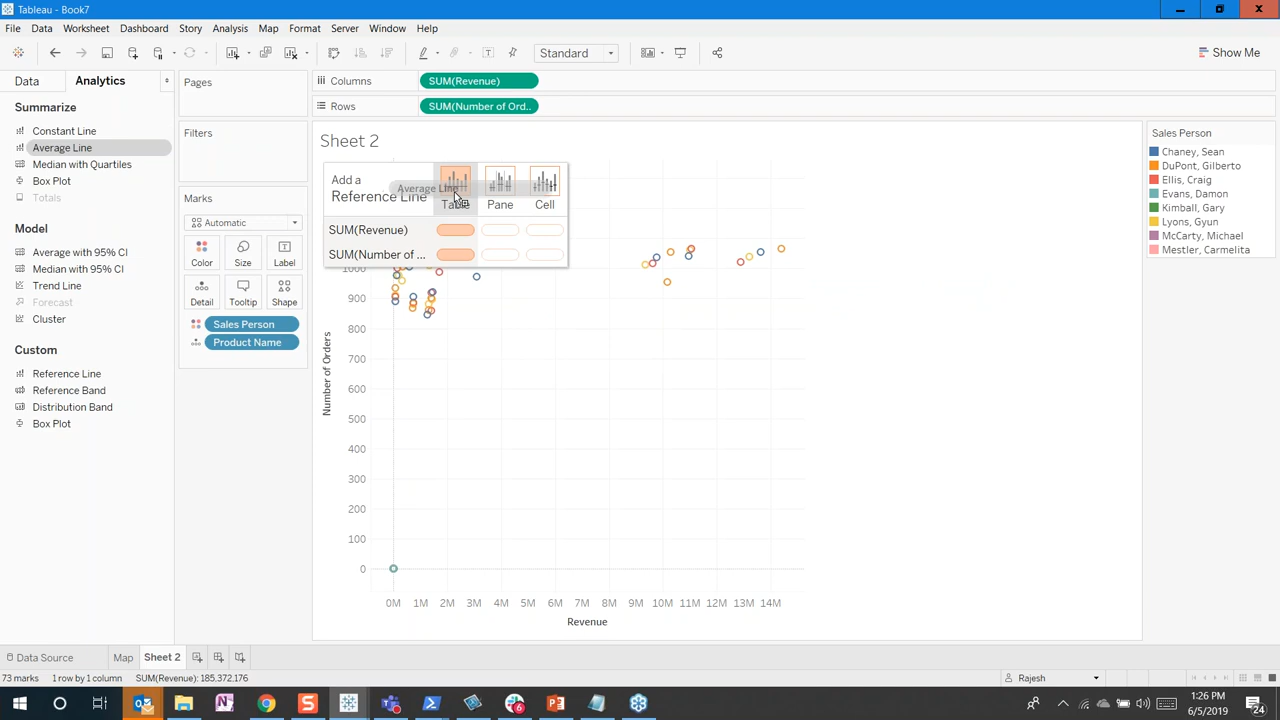 Tableau - Book7
File Data Worksheet Dashboard Story Analysis Map Format Server Window Help
Standard
Show Me
Data Analytics
Summarize
Constant Line
Average Line
Median with Quartiles
Box Plot
Totals
Model
Average with 95% CI
Median with 95% CI
Trend Line
Forecast
Cluster
Custom
Reference Line
Reference Band
Distribution Band
Box Plot
Pages
Filters
Marks
Automatic
Color Size Label
Detail Tooltip Shape
Sales Person
Product Name
Columns SUM(Revenue)
Rows SUM(Number of Ord..
Sheet 2
Add a
Reference Line
Average Line
Table Pane Cell
SUM(Revenue)
SUM(Number of ...
1000
900
800
700
600
500
400
300
200
100
0
Number of Orders
0M 1M 2M 3M 4M 5M 6M 7M 8M 9M 10M 11M 12M 13M 14M
Revenue
Sales Person
Chaney, Sean
DuPont, Gilberto
Ellis, Craig
Evans, Damon
Kimball, Gary
Lyons, Gyun
McCarty, Michael
Mestler, Carmelita
Data Source Map Sheet 2
73 marks 1 row by 1 column SUM(Revenue): 185,372,176
Rajesh
6
1:26 PM
6/5/2019
24